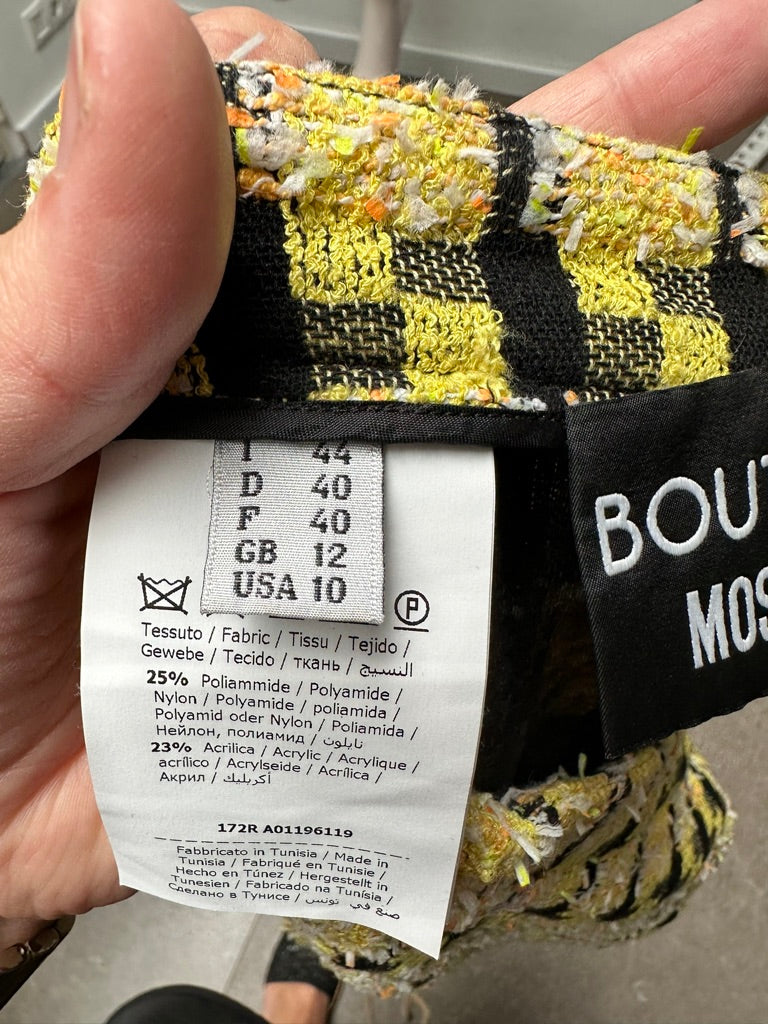 I 44
D 40
F 40
GB 12
USA 10
P
Tessuto / Fabric / Tissu / Tejido /
Gewebe / Tecido / ткань / النسيج /
25% Poliammide / Polyamide /
Nylon / Polyamide / poliamida /
Polyamid oder Nylon / Poliamida /
Нейлон, полиамид / نايلون /
23% Acrilica / Acrylic / Acrylique /
acrílico / Acrylseide / Acrílica /
Акрил / أكريليك /
172R A01196119
Fabbricato in Tunisia / Made in
Tunisia / Fabriqué en Tunisie /
Hecho en Túnez / Hergestellt in
Tunesien / Fabricado na Tunísia /
Сделано в Тунисе / صنع في تونس
BOUT
MOS